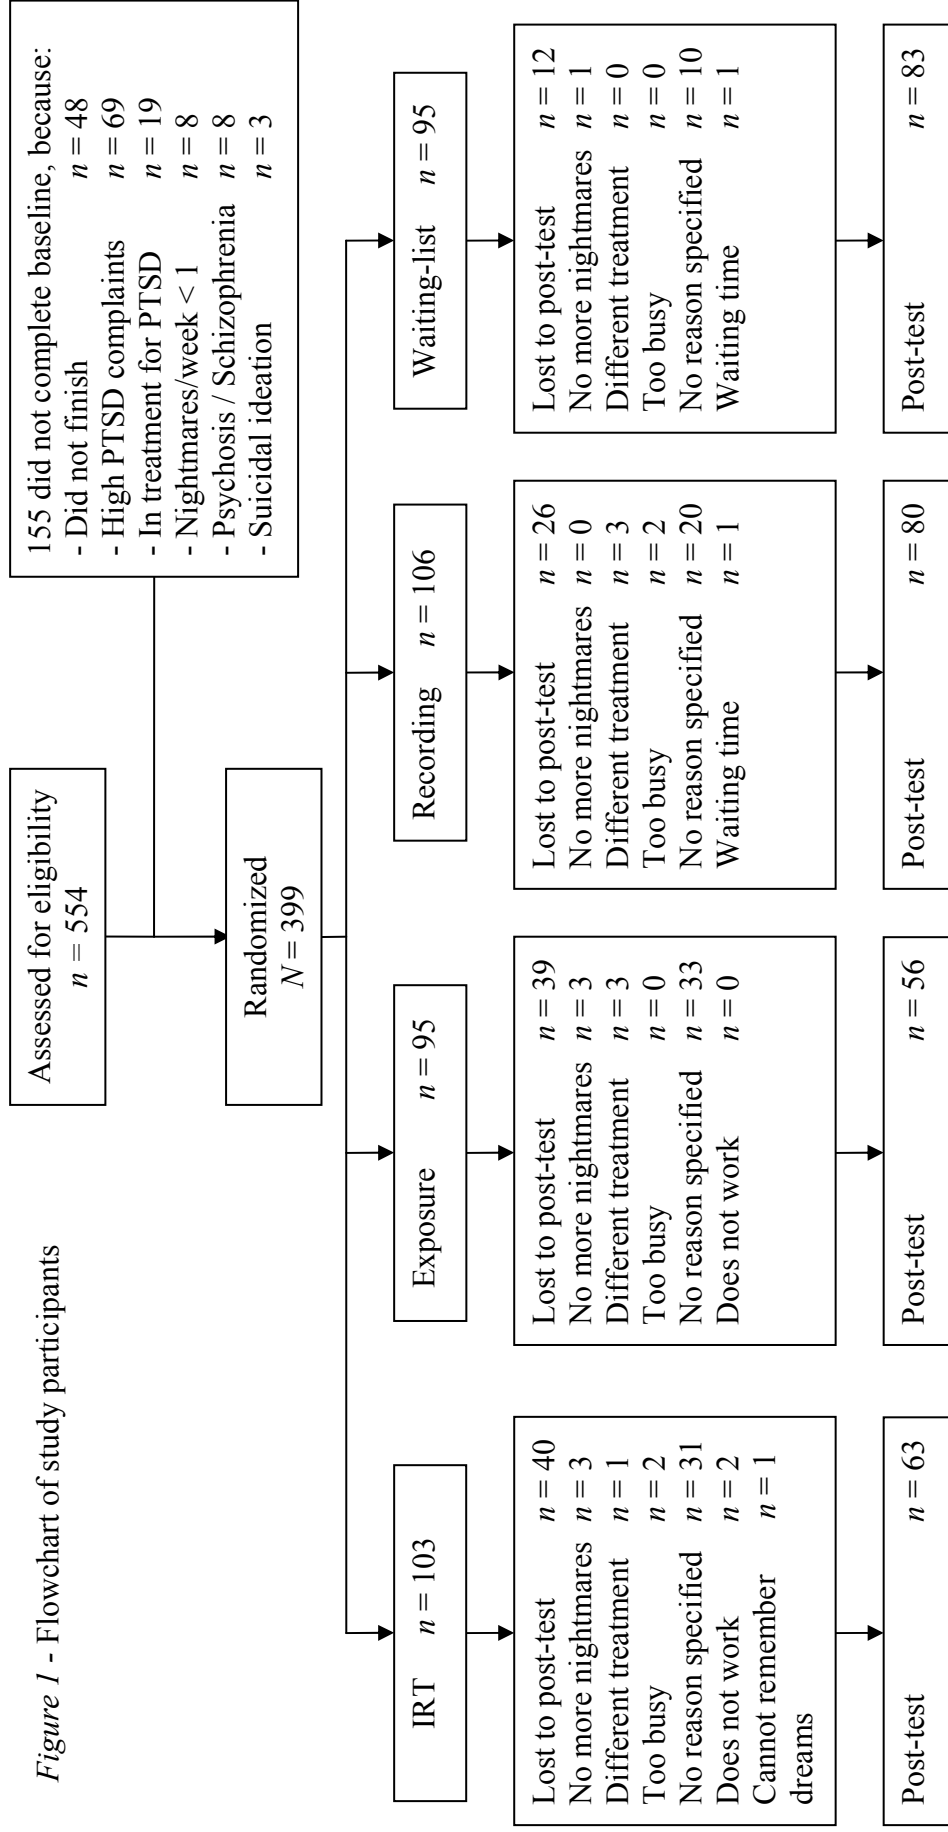 Figure 1 - Flowchart of study participants
Assessed for eligibility
n = 554
155 did not complete baseline, because:
- Did not finish n = 48
- High PTSD complaints n = 69
- In treatment for PTSD n = 19
- Nightmares/week < 1 n = 8
- Psychosis / Schizophrenia n = 8
- Suicidal ideation n = 3
Randomized
N = 399
IRT n = 103
Exposure n = 95
Recording n = 106
Waiting-list n = 95
Lost to post-test n = 40
No more nightmares n = 3
Different treatment n = 1
Too busy n = 2
No reason specified n = 31
Does not work n = 2
Cannot remember n = 1
dreams
Lost to post-test n = 39
No more nightmares n = 3
Different treatment n = 3
Too busy n = 0
No reason specified n = 33
Does not work n = 0
Lost to post-test n = 26
No more nightmares n = 0
Different treatment n = 3
Too busy n = 2
No reason specified n = 20
Waiting time n = 1
Lost to post-test n = 12
No more nightmares n = 1
Different treatment n = 0
Too busy n = 0
No reason specified n = 10
Waiting time n = 1
Post-test n = 63
Post-test n = 56
Post-test n = 80
Post-test n = 83